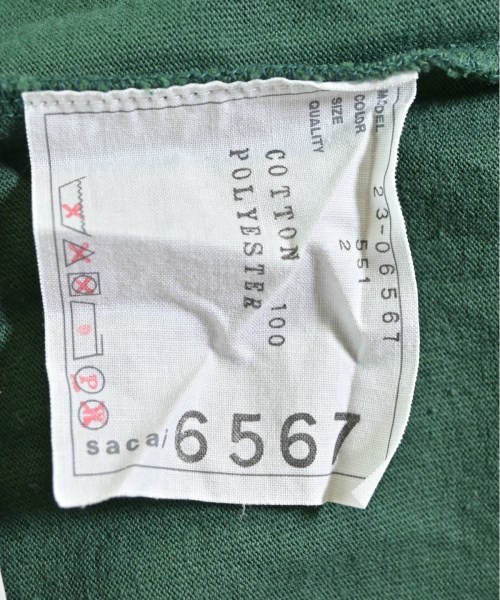 MODEL 23-06567
COLOR 551
SIZE 2
QUALITY
COTTON 100
POLYESTER
P
sacai 6567